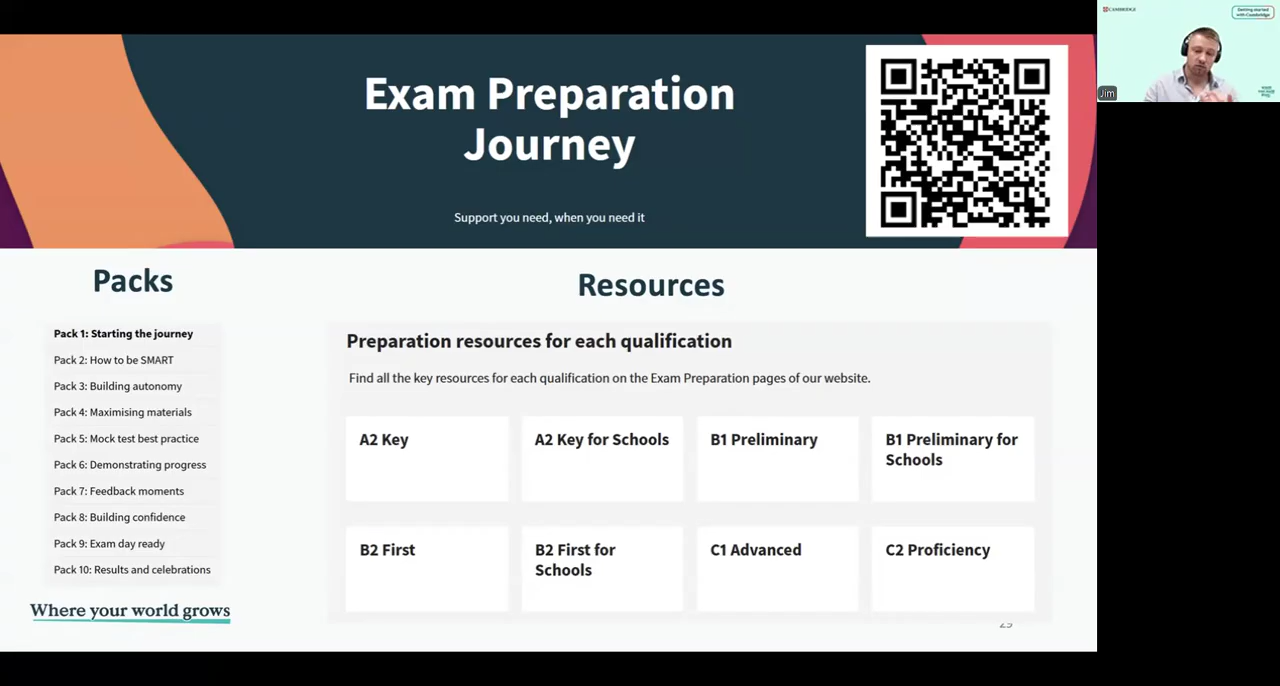 Exam Preparation
Journey
Support you need, when you need it
Packs
Pack 1: Starting the journey
Pack 2: How to be SMART
Pack 3: Building autonomy
Pack 4: Maximising materials
Pack 5: Mock test best practice
Pack 6: Demonstrating progress
Pack 7: Feedback moments
Pack 8: Building confidence
Pack 9: Exam day ready
Pack 10: Results and celebrations
Where your world grows
Resources
Preparation resources for each qualification
Find all the key resources for each qualification on the Exam Preparation pages of our website.
A2 Key
A2 Key for Schools
B1 Preliminary
B1 Preliminary for
Schools
B2 First
B2 First for
Schools
C1 Advanced
C2 Proficiency
CAMBRIDGE
Getting started
with Cambridge
Jim